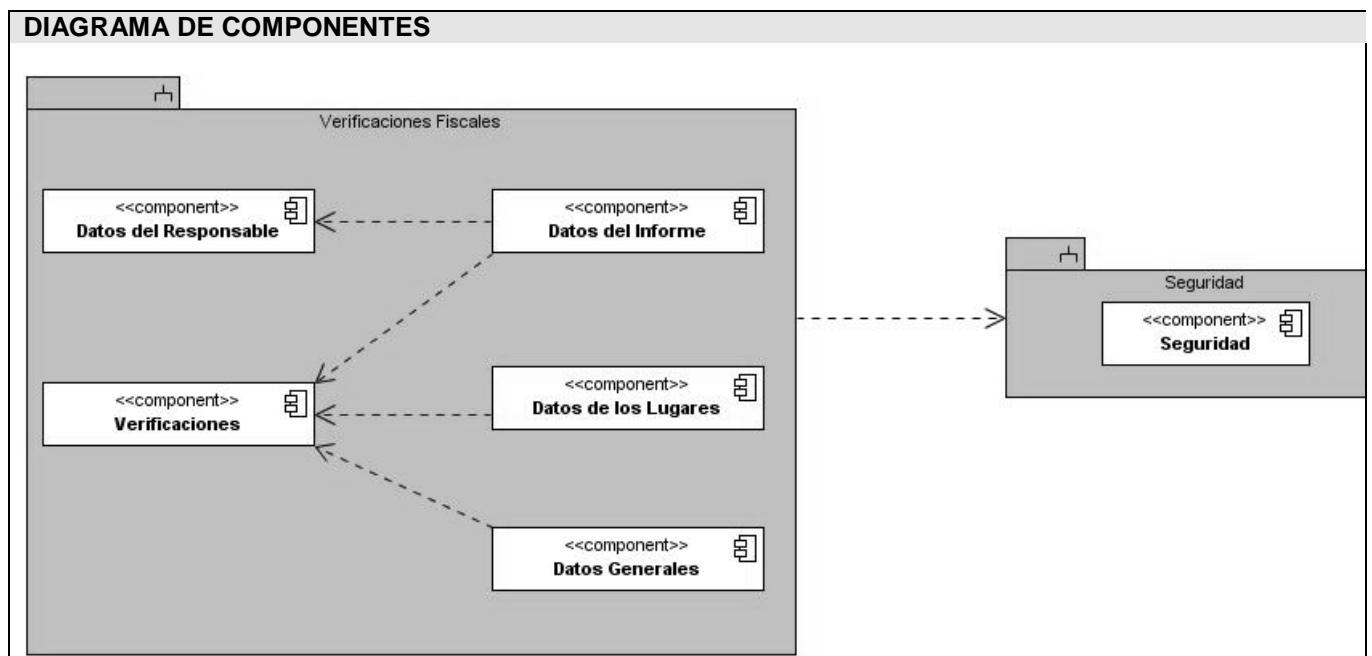 DIAGRAMA DE COMPONENTES
Verificaciones Fiscales
<<component>>
Datos del Responsable
<<component>>
Datos del Informe
Seguridad
<<component>>
Seguridad
<<component>>
Verificaciones
<<component>>
Datos de los Lugares
<<component>>
Datos Generales